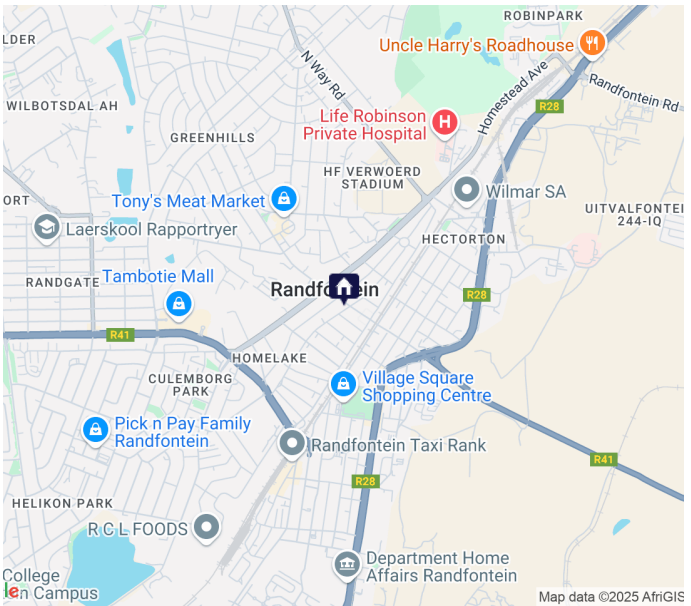 ROBINPARK
LDER
Uncle Harry's Roadhouse
N Way Rd
Homestead Ave
Randfontein Rd
R28
WILBOTSDAL AH
Life Robinson
Private Hospital
H
GREENHILLS
HF VERWOERD
STADIUM
Tony's Meat Market
Wilmar SA
ORT
Laerskool Rapportryer
UITVALFONTEI
244-IQ
HECTORTON
RANDGATE
Tambotie Mall
Randfontein
R28
R41
HOMELAKE
CULEMBORG
PARK
Village Square
Shopping Centre
Pick n Pay Family
Randfontein
Randfontein Taxi Rank
R41
R28
HELIKON PARK
R C L FOODS
Department Home
Affairs Randfontein
College
en Campus
le
Map data ©2025 AfriGIS